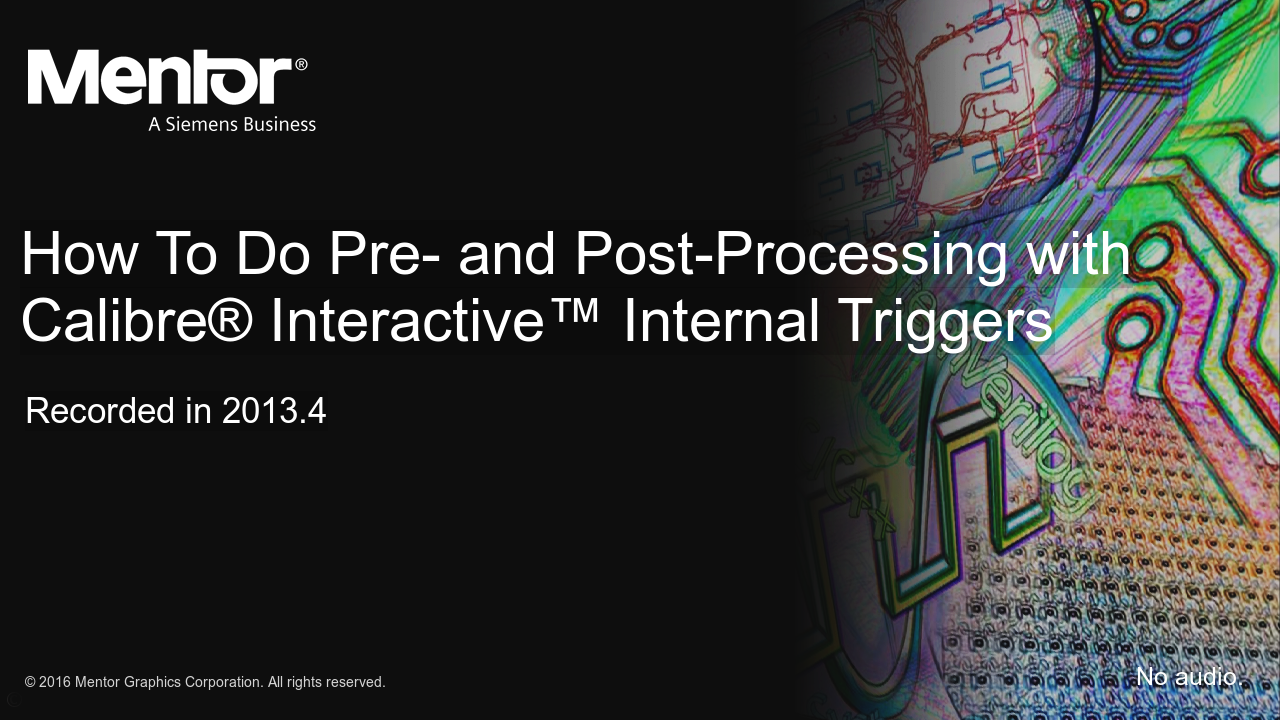 Mentor®
A Siemens Business
How To Do Pre- and Post-Processing with
Calibre® Interactive™ Internal Triggers
Recorded in 2013.4
Verilog
C++
© 2016 Mentor Graphics Corporation. All rights reserved.
No audio.